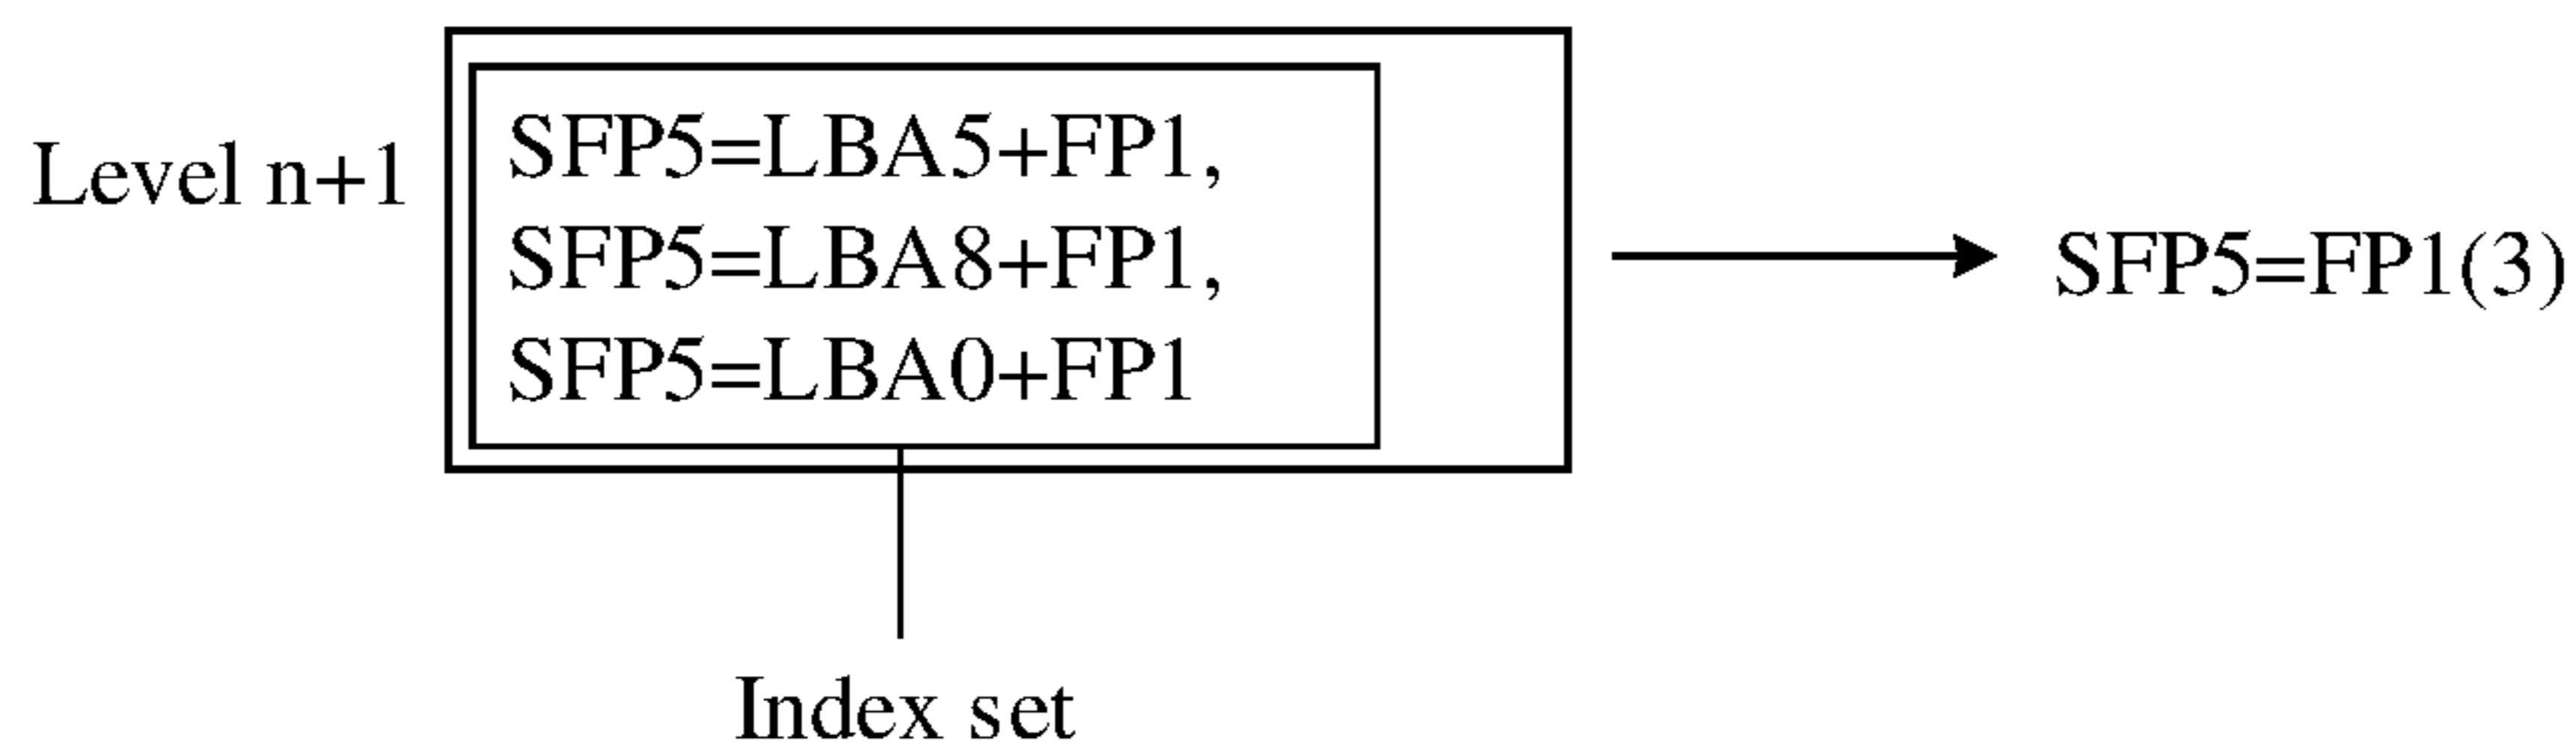 Level n+1
SFP5=LBA5+FP1,
SFP5=LBA8+FP1,
SFP5=LBA0+FP1
SFP5=FP1(3)
Index set